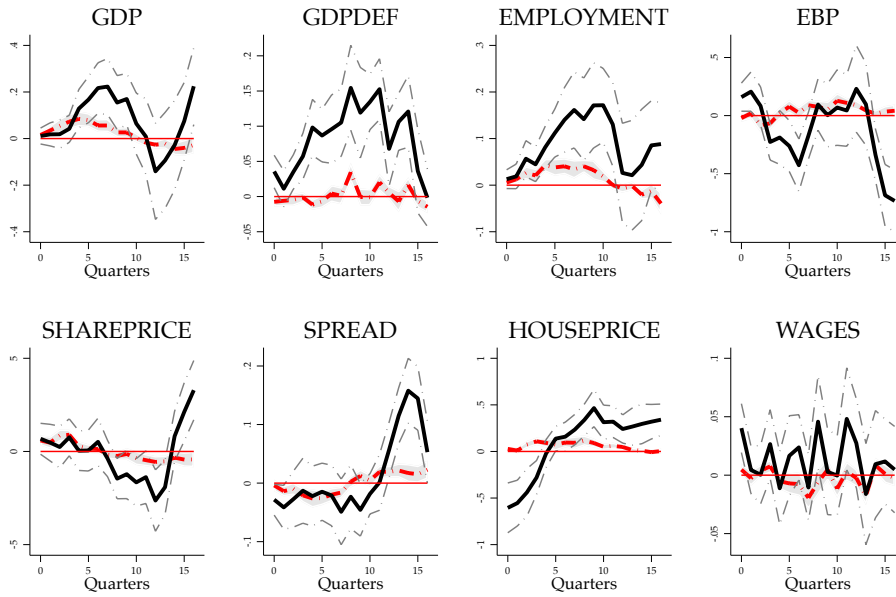 GDP GDPDEF EMPLOYMENT EBP
.4 .2 0 -.2 -.4
.2 .15 .1 .05 0 -.05
.3 .2 .1 0 -.1
.5 0 -.5 -1
0 5 10 15 0 5 10 15 0 5 10 15 0 5 10 15
Quarters Quarters Quarters Quarters
SHAREPRICE SPREAD HOUSEPRICE WAGES
5 0 -5
.2 .1 0 -.1
1 .5 0 -.5 -1
.1 .05 0 -.05
0 5 10 15 0 5 10 15 0 5 10 15 0 5 10 15
Quarters Quarters Quarters Quarters